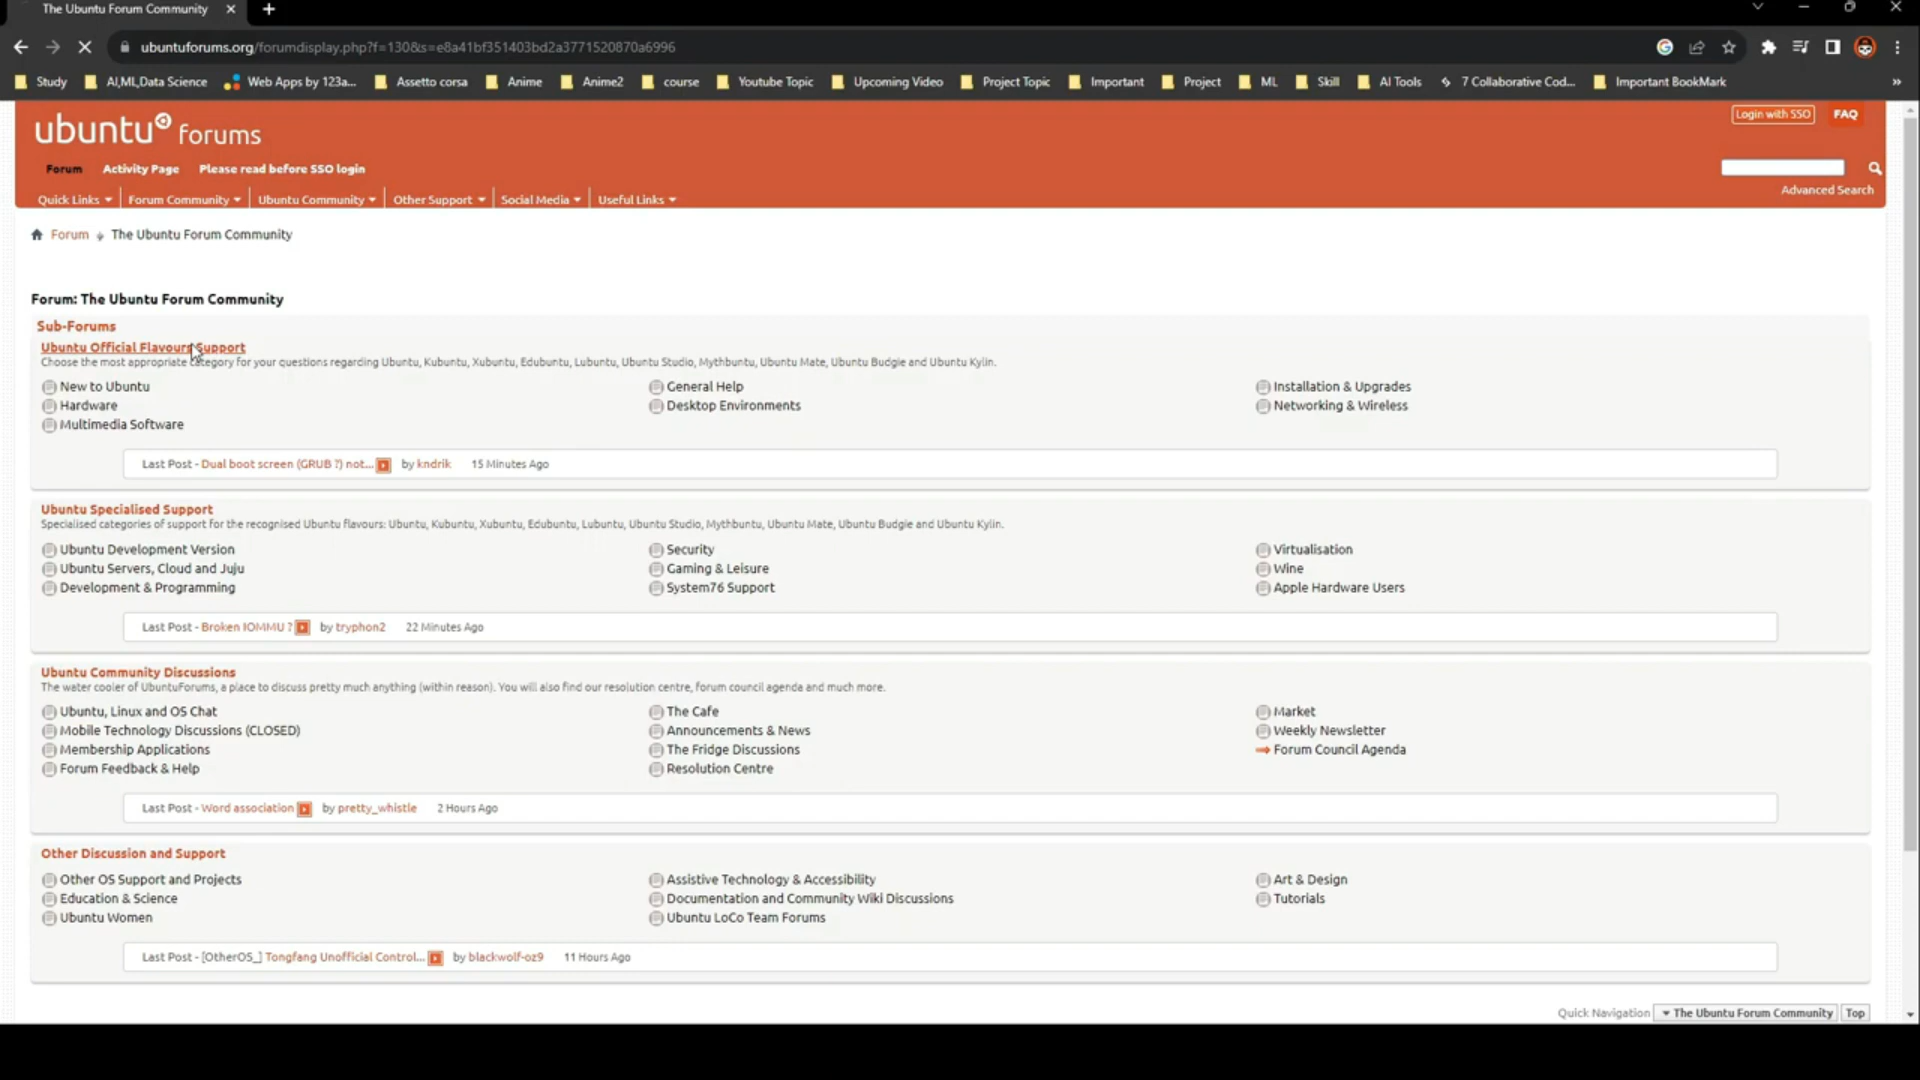 The Ubuntu Forum Community
ubuntuforums.org/forumdisplay.php?f=130&s=e8a41bf351403bd2a3771520870a6996
Study AI,ML,Data Science Web Apps by 123a... Assetto corsa Anime Anime2 course Youtube Topic Upcoming Video Project Topic Important Project ML Skill AI Tools 7 Collaborative Cod... Important BookMark »
ubuntu forums
Login with SSO FAQ
Forum Activity Page Please read before SSO login
Advanced Search
Quick Links Forum Community Ubuntu Community Other Support Social Media Useful Links
Forum The Ubuntu Forum Community
Forum: The Ubuntu Forum Community
Sub-Forums
Ubuntu Official Flavours Support
Choose the most appropriate category for your questions regarding Ubuntu, Kubuntu, Xubuntu, Edubuntu, Lubuntu, Ubuntu Studio, Mythbuntu, Ubuntu Mate, Ubuntu Budgie and Ubuntu Kylin.
New to Ubuntu General Help Installation & Upgrades
Hardware Desktop Environments Networking & Wireless
Multimedia Software
Last Post - Dual boot screen (GRUB ?) not... by kndrik 15 Minutes Ago
Ubuntu Specialised Support
Specialised categories of support for the recognised Ubuntu flavours: Ubuntu, Kubuntu, Xubuntu, Edubuntu, Lubuntu, Ubuntu Studio, Mythbuntu, Ubuntu Mate, Ubuntu Budgie and Ubuntu Kylin.
Ubuntu Development Version Security Virtualisation
Ubuntu Servers, Cloud and Juju Gaming & Leisure Wine
Development & Programming System76 Support Apple Hardware Users
Last Post - Broken IOMMU ? by tryphon2 22 Minutes Ago
Ubuntu Community Discussions
The water cooler of UbuntuForums, a place to discuss pretty much anything (within reason). You will also find our resolution centre, forum council agenda and much more.
Ubuntu, Linux and OS Chat The Cafe Market
Mobile Technology Discussions (CLOSED) Announcements & News Weekly Newsletter
Membership Applications The Fridge Discussions Forum Council Agenda
Forum Feedback & Help Resolution Centre
Last Post - Word association by pretty_whistle 2 Hours Ago
Other Discussion and Support
Other OS Support and Projects Assistive Technology & Accessibility Art & Design
Education & Science Documentation and Community Wiki Discussions Tutorials
Ubuntu Women Ubuntu LoCo Team Forums
Last Post - [OtherOS_] Tongfang Unofficial Control... by blackwolf-oz9 11 Hours Ago
Quick Navigation The Ubuntu Forum Community Top